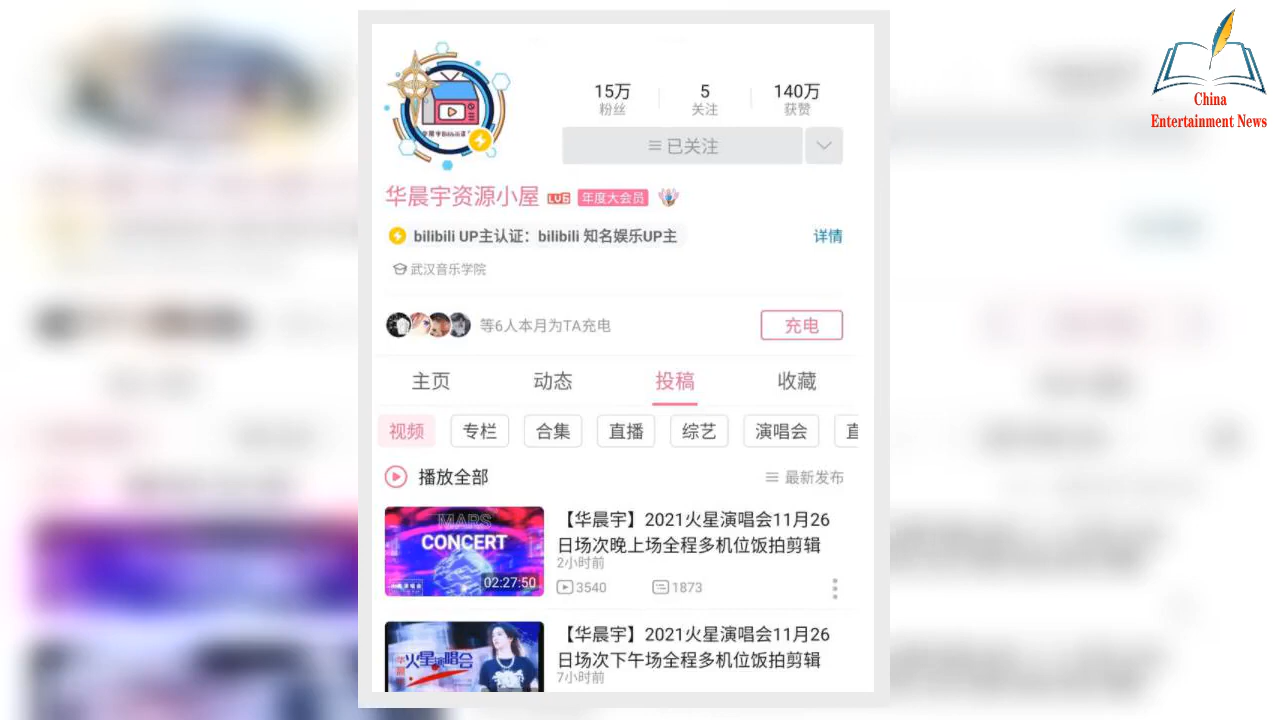 China
Entertainment News
15万
5
140万
粉丝
关注
获赞
已关注
华晨宇资源小屋 LV6 年度大会员
bilibili UP主认证：bilibili 知名娱乐UP主
详情
武汉音乐学院
等6人本月为TA充电
充电
主页
动态
投稿
收藏
视频
专栏
合集
直播
综艺
演唱会
播放全部
最新发布
MARS
CONCERT
02:27:50
【华晨宇】2021火星演唱会11月26
日场次晚上场全程多机位饭拍剪辑
2小时前
3540
1873
火星演唱会
【华晨宇】2021火星演唱会11月26
日场次下午场全程多机位饭拍剪辑
7小时前